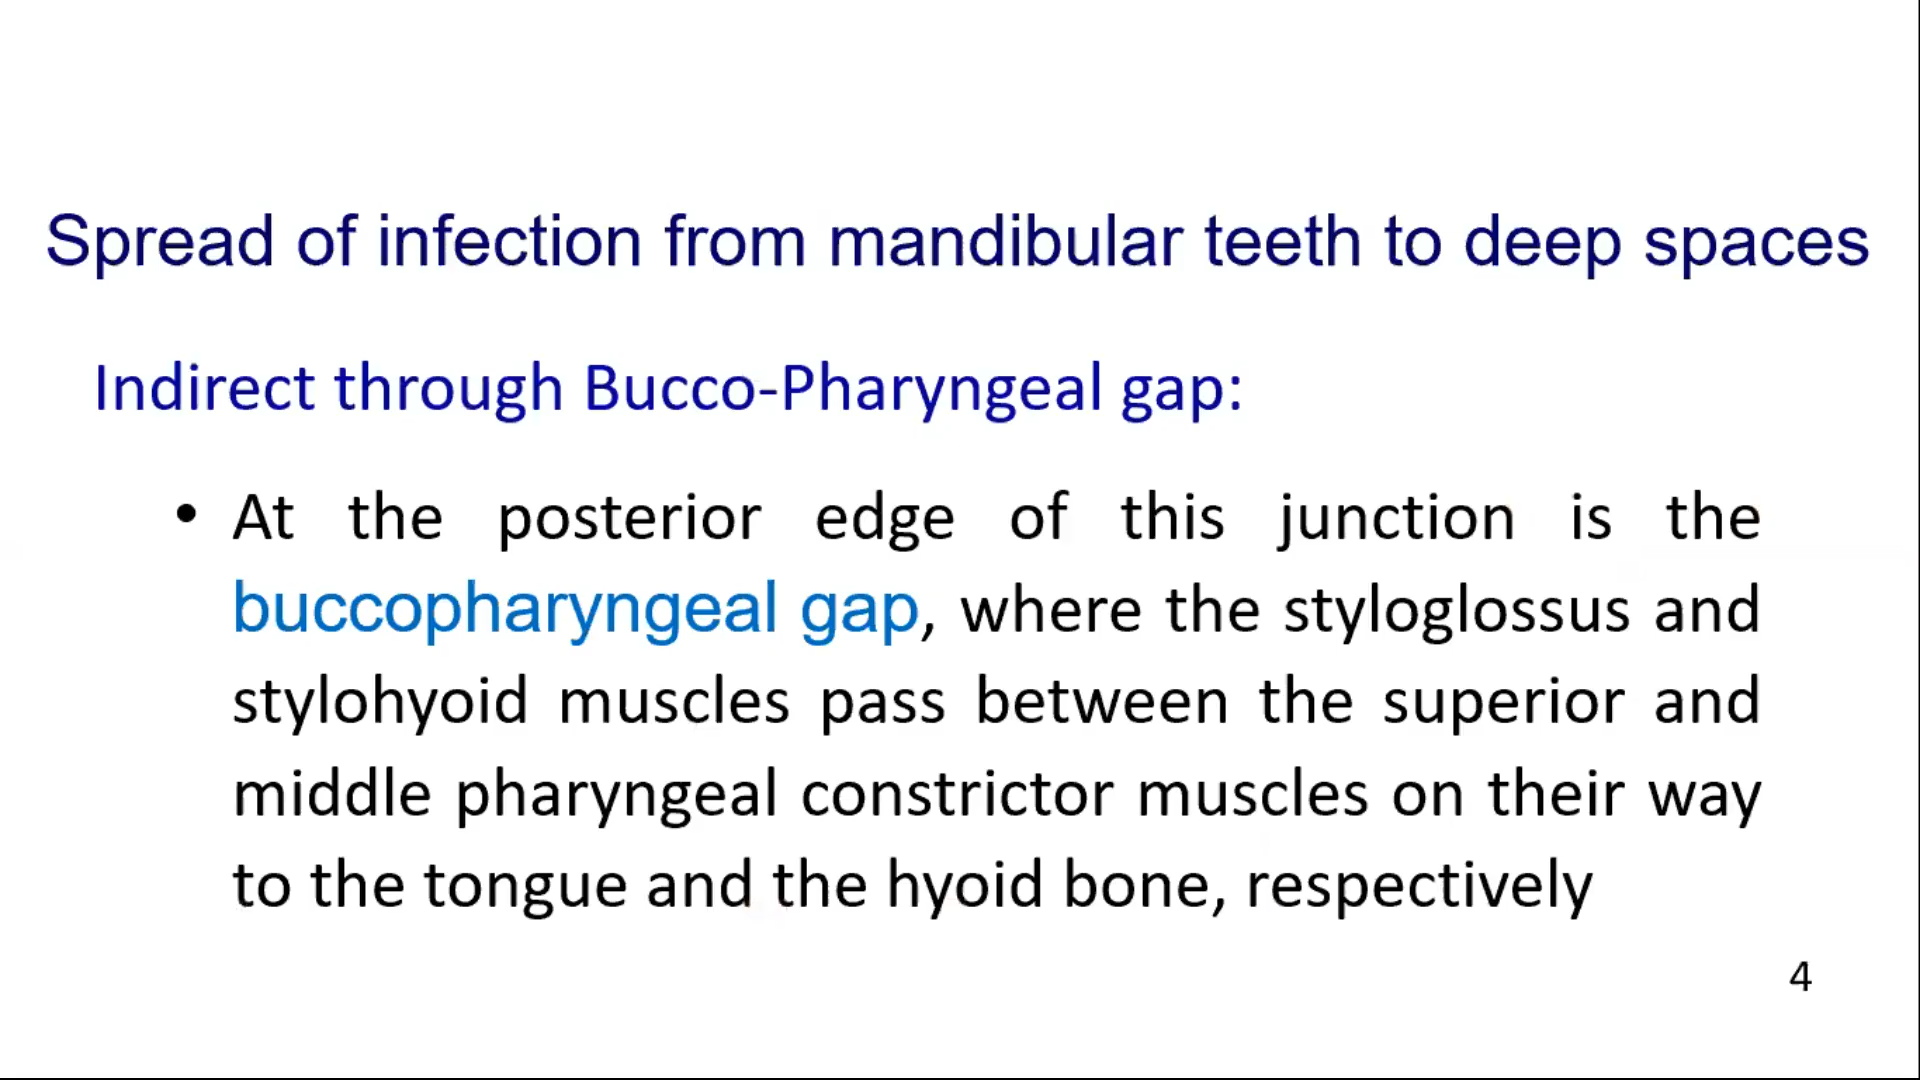 Spread of infection from mandibular teeth to deep spaces
Indirect through Bucco-Pharyngeal gap:
• At the posterior edge of this junction is the
buccopharyngeal gap, where the styloglossus and
stylohyoid muscles pass between the superior and
middle pharyngeal constrictor muscles on their way
to the tongue and the hyoid bone, respectively
4